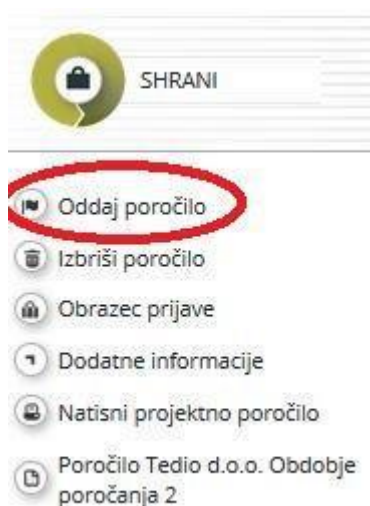 SHRANI
Oddaj poročilo
Izbriši poročilo
Obrazec prijave
Dodatne informacije
Natisni projektno poročilo
Poročilo Tedio d.o.o. Obdobje
poročanja 2